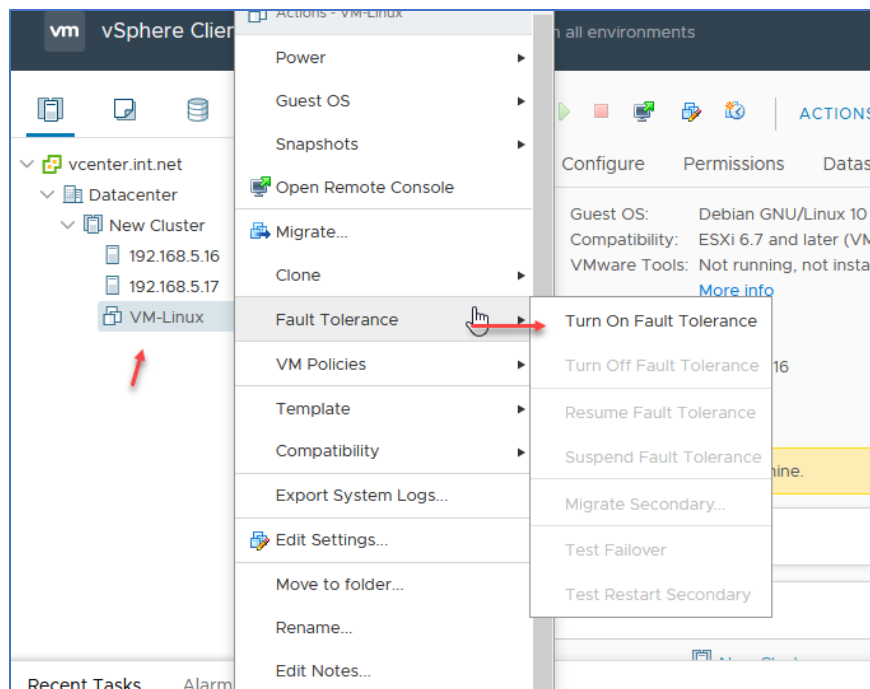 vm vSphere Clie
n all environments
Actions - VM-Linux
Power
Guest OS
Snapshots
Open Remote Console
Migrate...
Clone
Fault Tolerance
VM Policies
Template
Compatibility
Export System Logs...
Edit Settings...
Move to folder...
Rename...
Edit Notes...
vcenter.int.net
Datacenter
New Cluster
192.168.5.16
192.168.5.17
VM-Linux
ACTIONS
Configure Permissions Datas
Guest OS: Debian GNU/Linux 10
Compatibility: ESXi 6.7 and later (VM
VMware Tools: Not running, not insta
More info
Turn On Fault Tolerance
Turn Off Fault Tolerance
Resume Fault Tolerance
Suspend Fault Tolerance
Migrate Secondary...
Test Failover
Test Restart Secondary
16
hine.
Recent Tasks Alarm